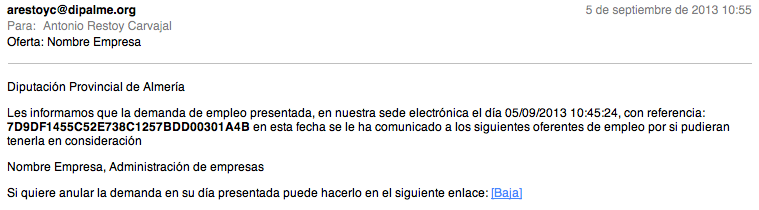 arestoyc@dipalme.org 5 de septiembre de 2013 10:55
Para: Antonio Restoy Carvajal
Oferta: Nombre Empresa
Diputación Provincial de Almería
Les informamos que la demanda de empleo presentada, en nuestra sede electrónica el día 05/09/2013 10:45:24, con referencia:
7D9DF1455C52E738C1257BDD00301A4B en esta fecha se le ha comunicado a los siguientes oferentes de empleo por si pudieran
tenerla en consideración
Nombre Empresa, Administración de empresas
Si quiere anular la demanda en su día presentada puede hacerlo en el siguiente enlace: [Baja]